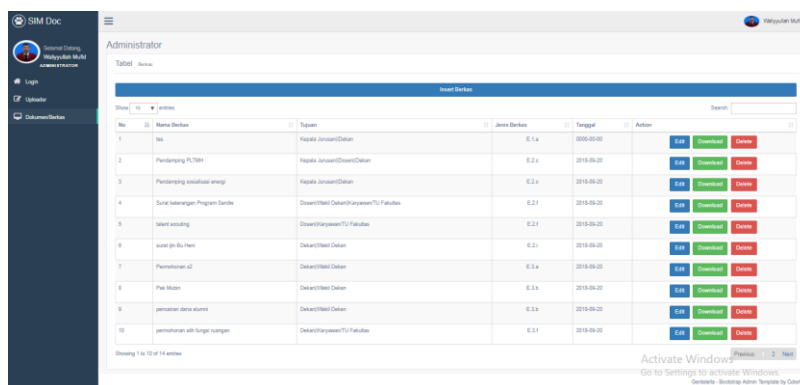 SIM Doc
Selamat Datang,
Waliyyullah Mufid
ADMINISTRATOR
Login
Uploader
Dokumen/Berkas
Waliyyullah Muf
Administrator
Tabel Berkas
Insert Berkas
Show 10 entries
Search:
No Nama Berkas Tujuan Jenis Berkas Tanggal Action
1 tes Kepala Jurusan||Dekan E.1.a 0000-00-00 Edit Download Delete
2 Pendamping PLTMH Kepala Jurusan||Dosen||Dekan E.2.c 2018-09-20 Edit Download Delete
3 Pendamping sosialisasi energi Kepala Jurusan||Dekan 2018-09-20 Edit Download Delete
4 Surat keterangan Program Sandie Dosen||Wakil Dekan||Karyawan/TU Fakultas E.2.f 2018-09-20 Edit Download Delete
5 talent scouting Dosen||Karyawan/TU Fakultas E.2.f 2018-09-20 Edit Download Delete
6 surat ijin Bu Heni Dekan||Wakil Dekan E.2.i 2018-09-20 Edit Download Delete
7 Permohonan s2 Dekan||Wakil Dekan E.3.a 2018-09-20 Edit Download Delete
8 Pak Mubin Dekan||Wakil Dekan E.3.b 2018-09-20 Edit Download Delete
9 pencairan dana alumni Dekan||Wakil Dekan E.3.b 2018-09-20 Edit Download Delete
10 permohonan alih fungsi ruangan Dekan||Karyawan/TU Fakultas E.3.f 2018-09-20 Edit Download Delete
Showing 1 to 10 of 14 entries
Previous 1 2 Next
Activate Windows
Go to Settings to activate Windows.
Gentelella - Bootstrap Admin Template by Colorl